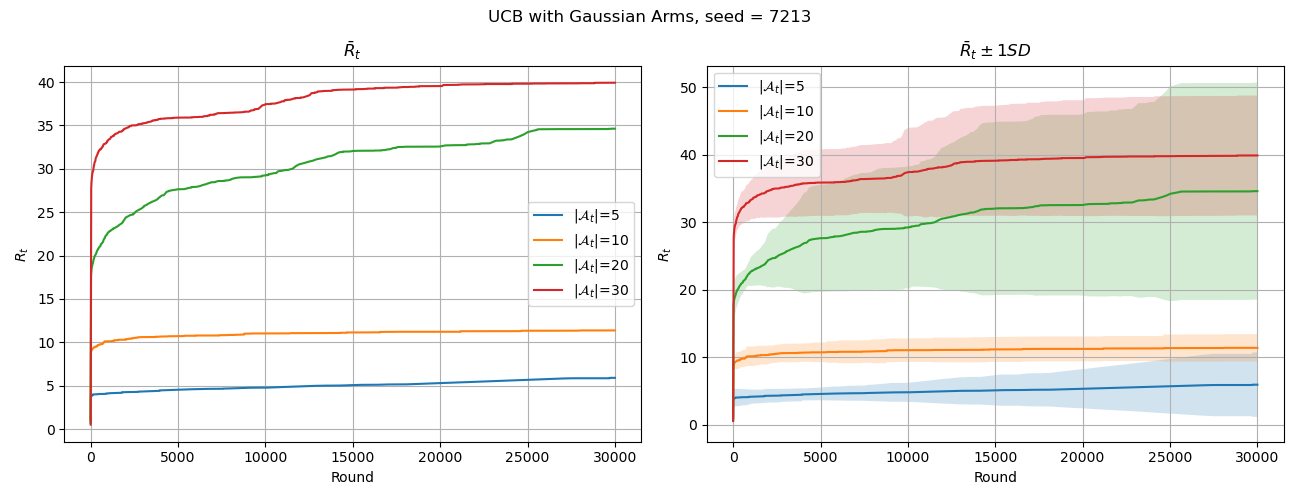 UCB with Gaussian Arms, seed = 7213
R̄ₜ
40
35
30
25
20
15
10
5
0
Rₜ
|𝒜ₜ|=5
|𝒜ₜ|=10
|𝒜ₜ|=20
|𝒜ₜ|=30
0 5000 10000 15000 20000 25000 30000
Round
R̄ₜ ± 1SD
50
40
30
20
10
0
Rₜ
|𝒜ₜ|=5
|𝒜ₜ|=10
|𝒜ₜ|=20
|𝒜ₜ|=30
0 5000 10000 15000 20000 25000 30000
Round